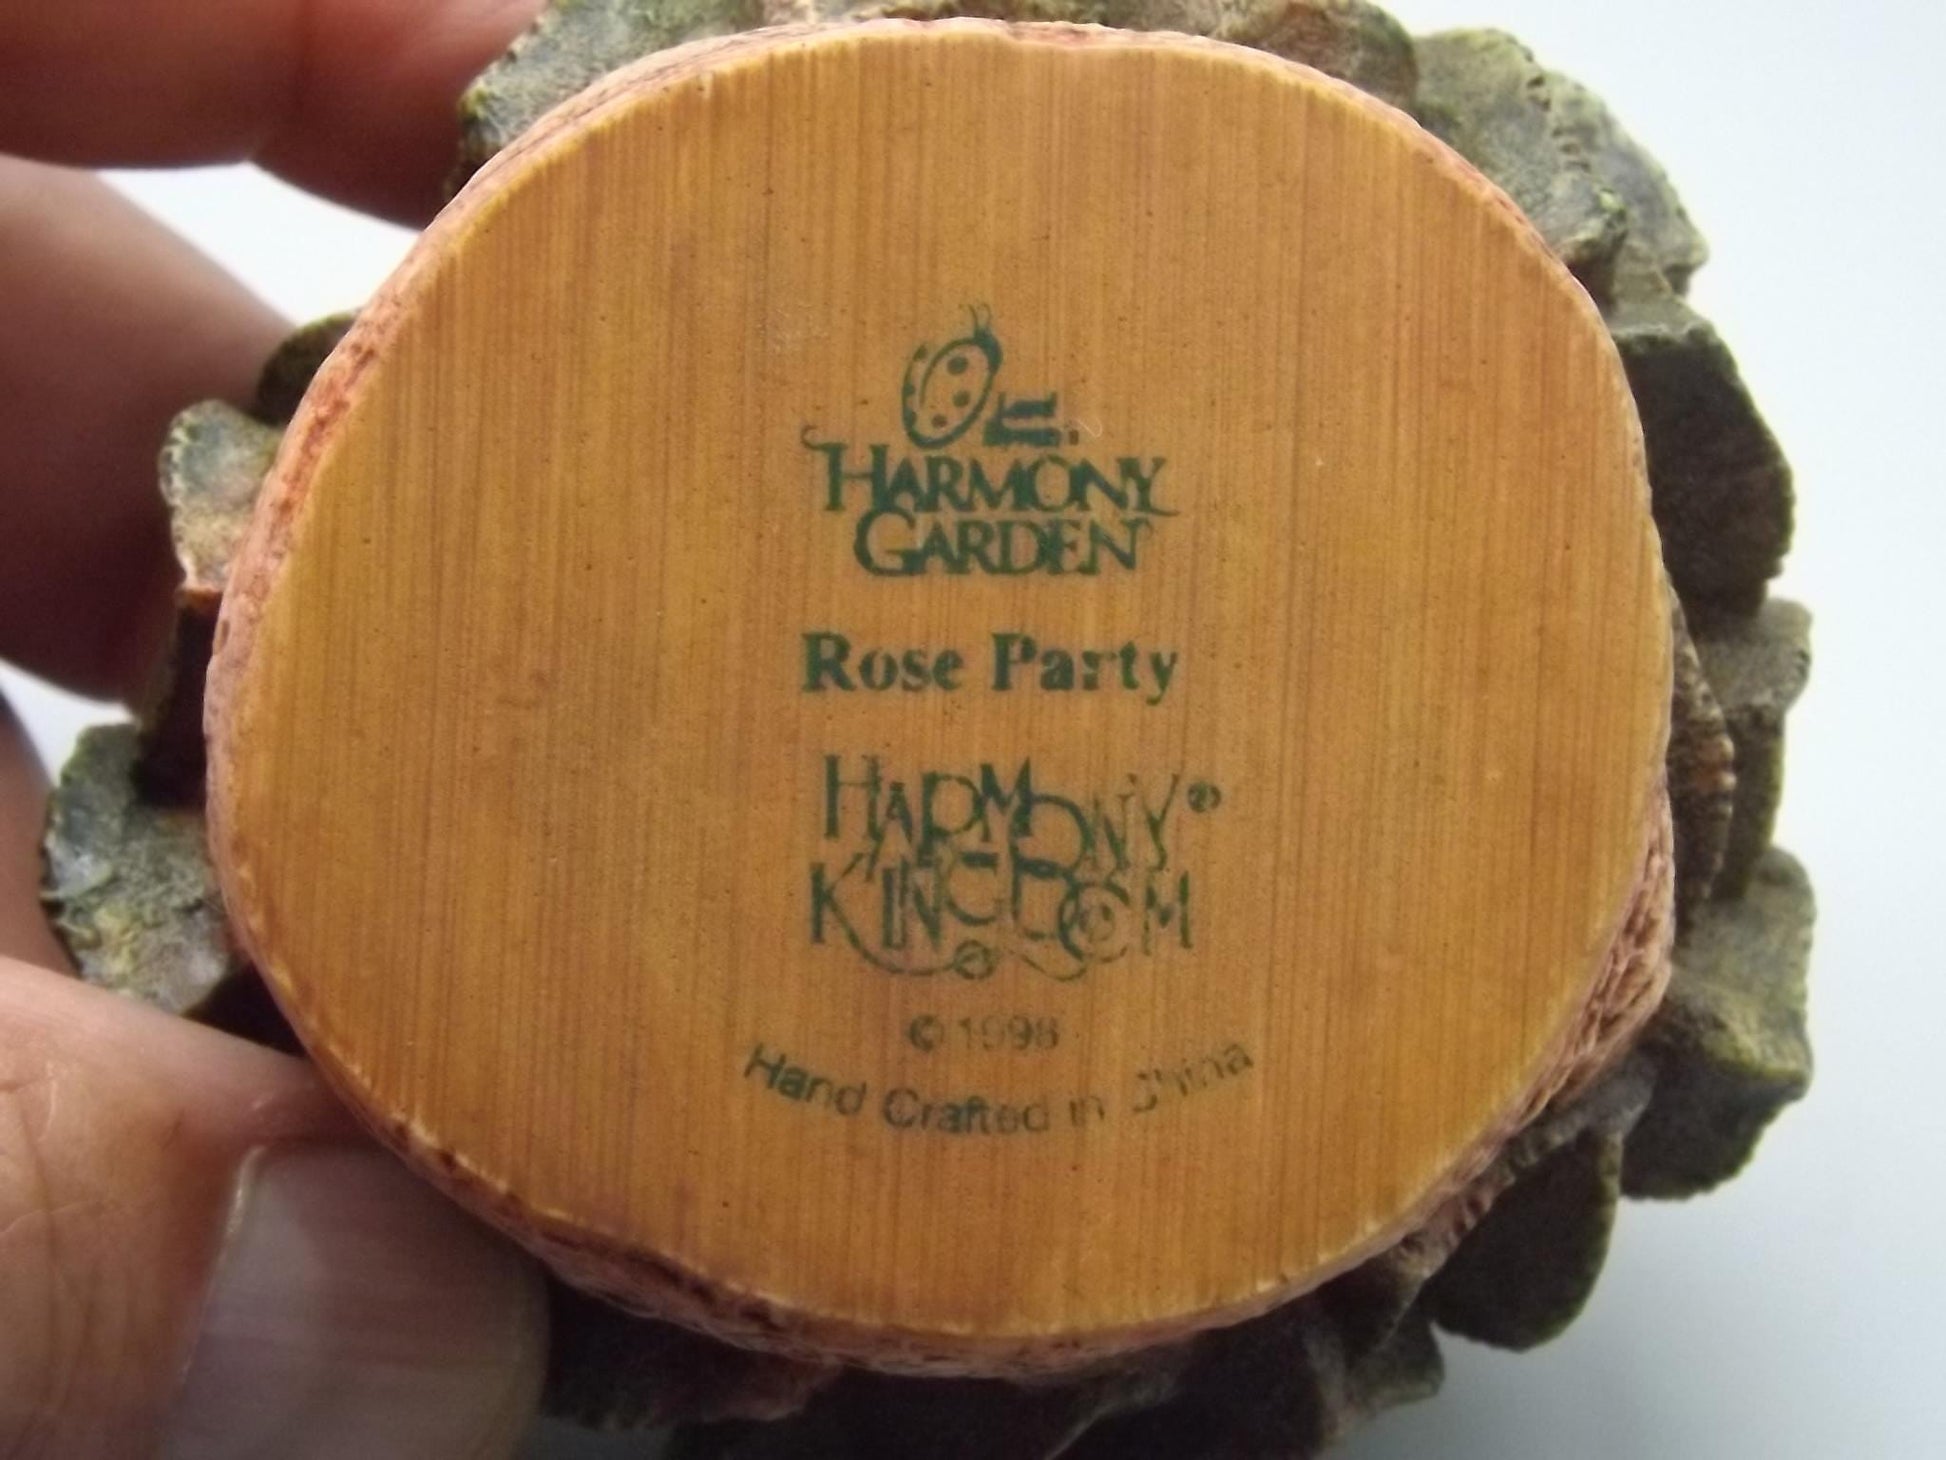 HARMONY
GARDEN
Rose Party
HARMONY®
KINGDOM
© 1998
Hand Crafted in China